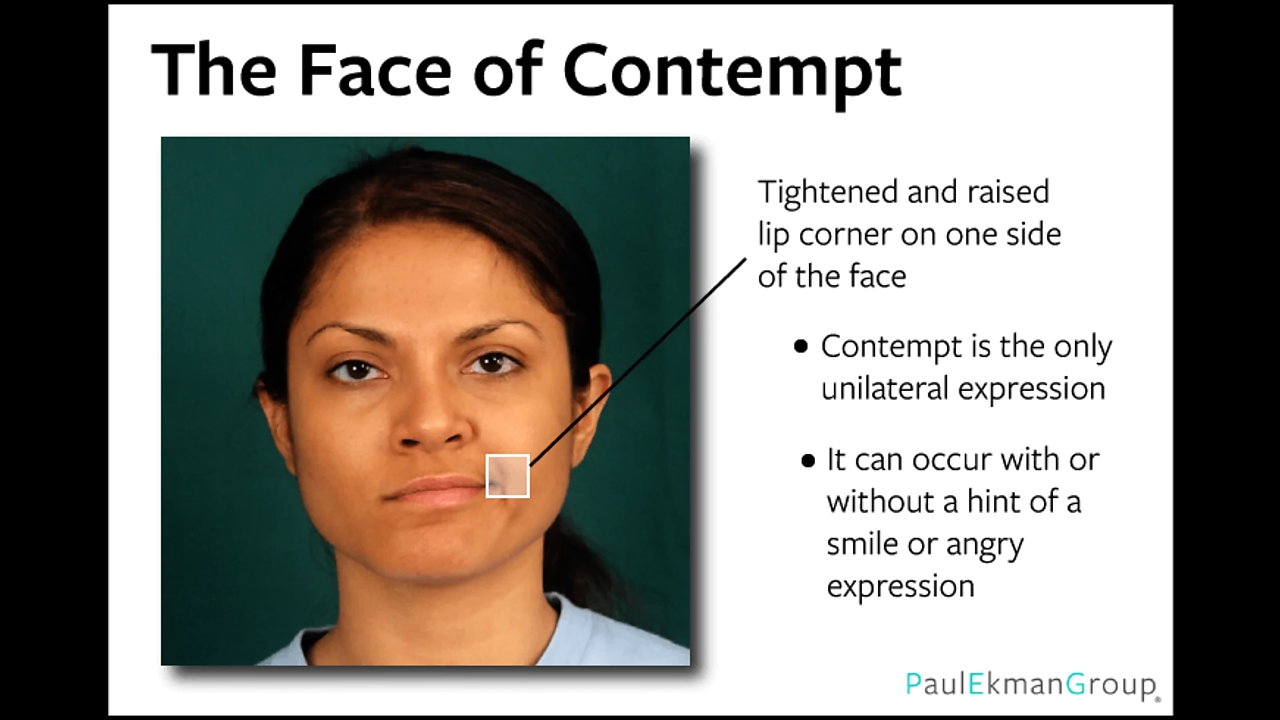 The Face of Contempt
Tightened and raised
lip corner on one side
of the face
• Contempt is the only
unilateral expression
• It can occur with or
without a hint of a
smile or angry
expression
PaulEkmanGroup®